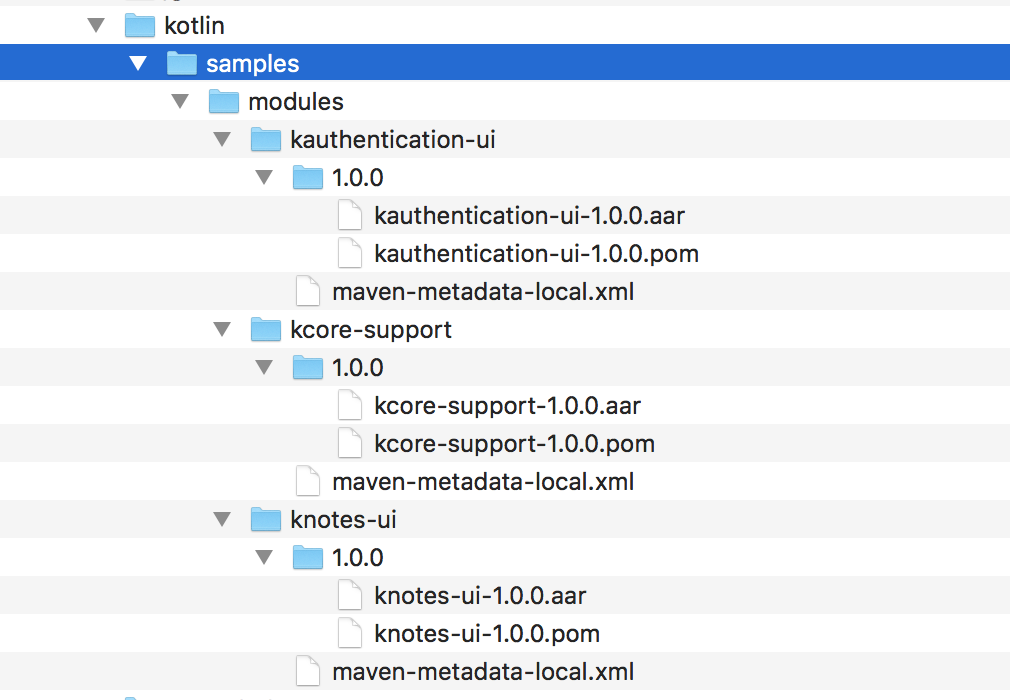 kotlin
samples
modules
kauthentication-ui
1.0.0
kauthentication-ui-1.0.0.aar
kauthentication-ui-1.0.0.pom
maven-metadata-local.xml
kcore-support
1.0.0
kcore-support-1.0.0.aar
kcore-support-1.0.0.pom
maven-metadata-local.xml
knotes-ui
1.0.0
knotes-ui-1.0.0.aar
knotes-ui-1.0.0.pom
maven-metadata-local.xml